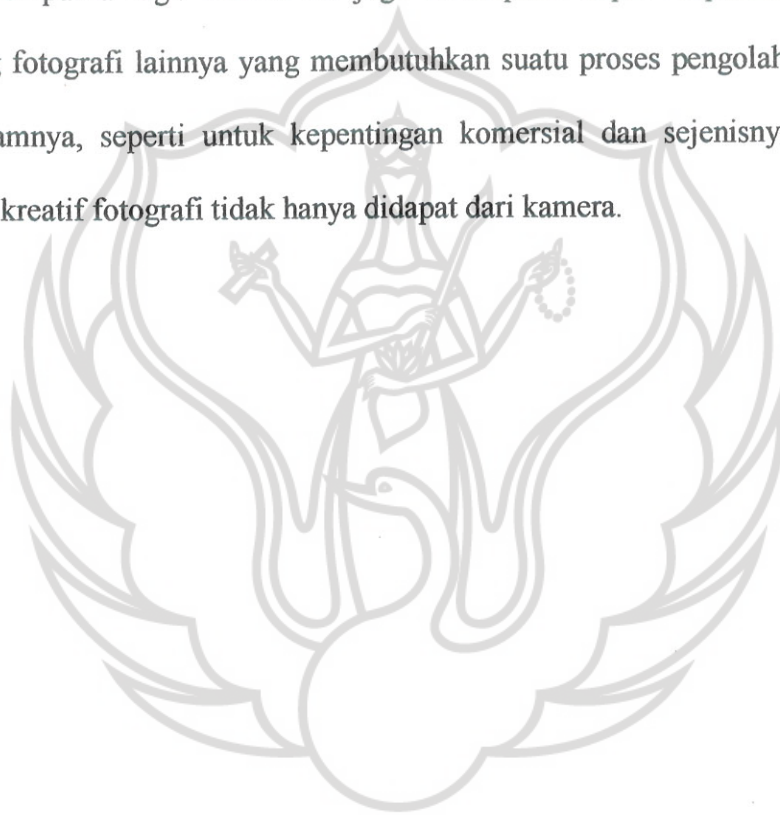 fotografi lainnya yang membutuhkan suatu proses pengolah
amnya, seperti untuk kepentingan komersial dan sejenisny
kreatif fotografi tidak hanya didapat dari kamera.